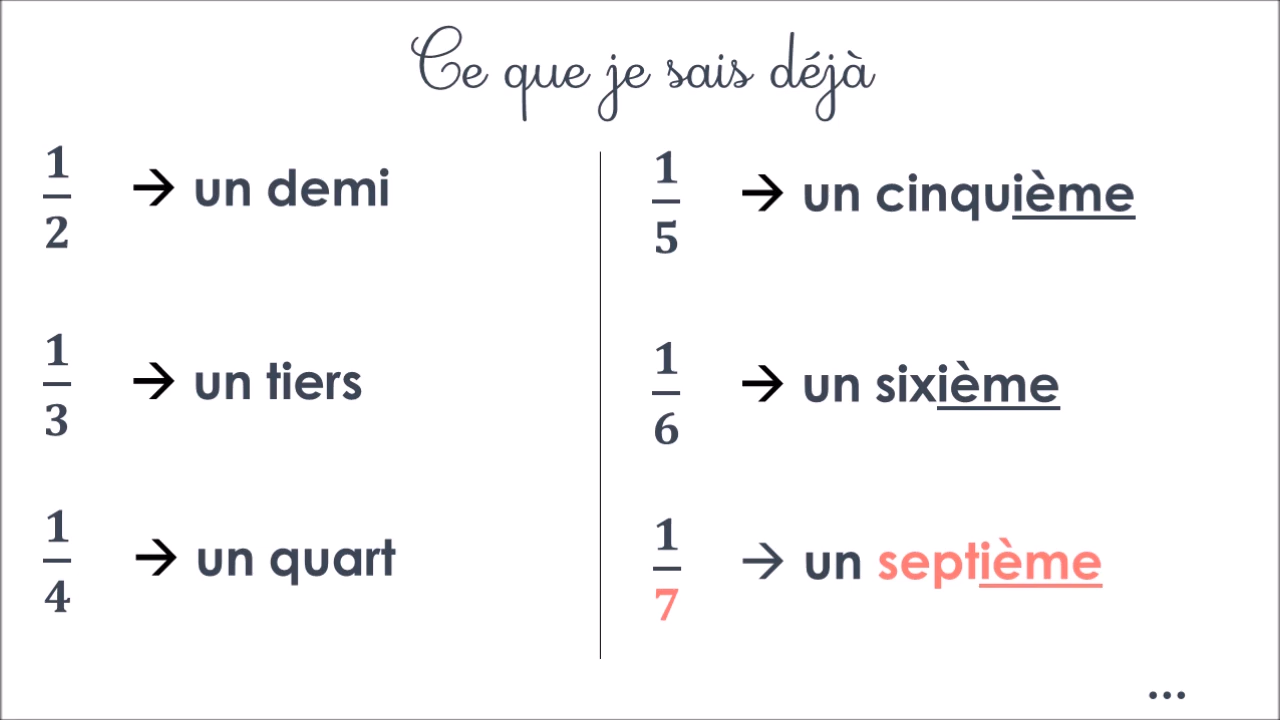 Ce que je sais déjà
1/2 → un demi
1/3 → un tiers
1/4 → un quart
1/5 → un cinquième
1/6 → un sixième
1/7 → un septième
...